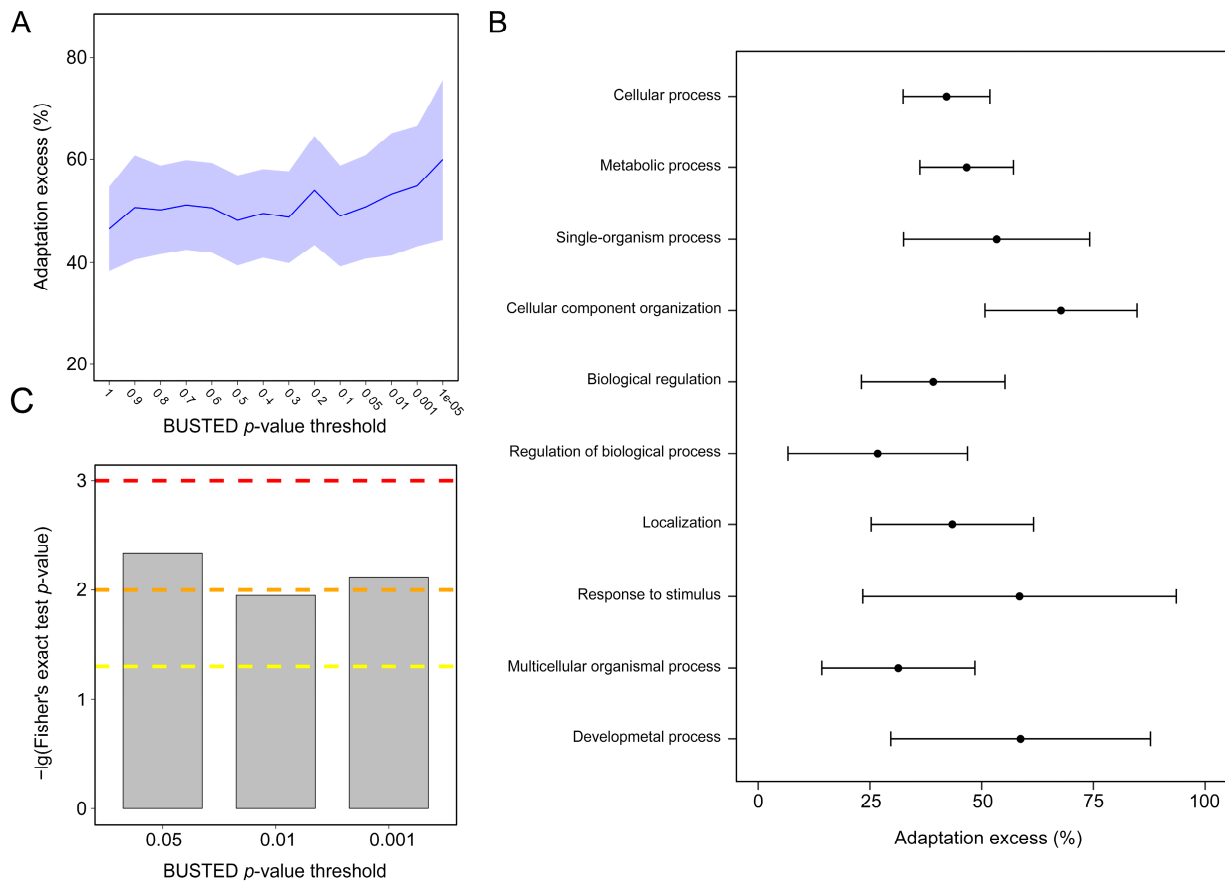 A
Adaptation excess (%)
80
60
40
20
1
0.9
0.8
0.7
0.6
0.5
0.4
0.3
0.2
0.1
0.05
0.01
0.001
1e-05
BUSTED p-value threshold
B
Cellular process
Metabolic process
Single-organism process
Cellular component organization
Biological regulation
Regulation of biological process
Localization
Response to stimulus
Multicellular organismal process
Developmetal process
0
25
50
75
100
Adaptation excess (%)
C
−lg(Fisher's exact test p-value)
3
2
1
0
0.05
0.01
0.001
BUSTED p-value threshold